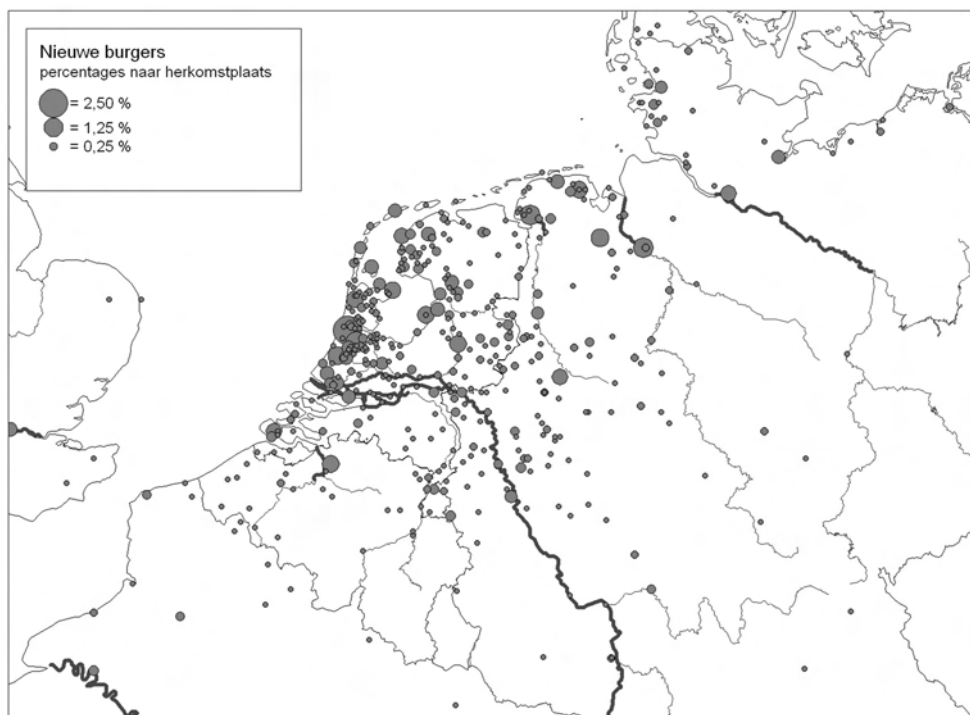 Nieuwe burgers
percentages naar herkomstplaats
= 2,50 %
= 1,25 %
= 0,25 %